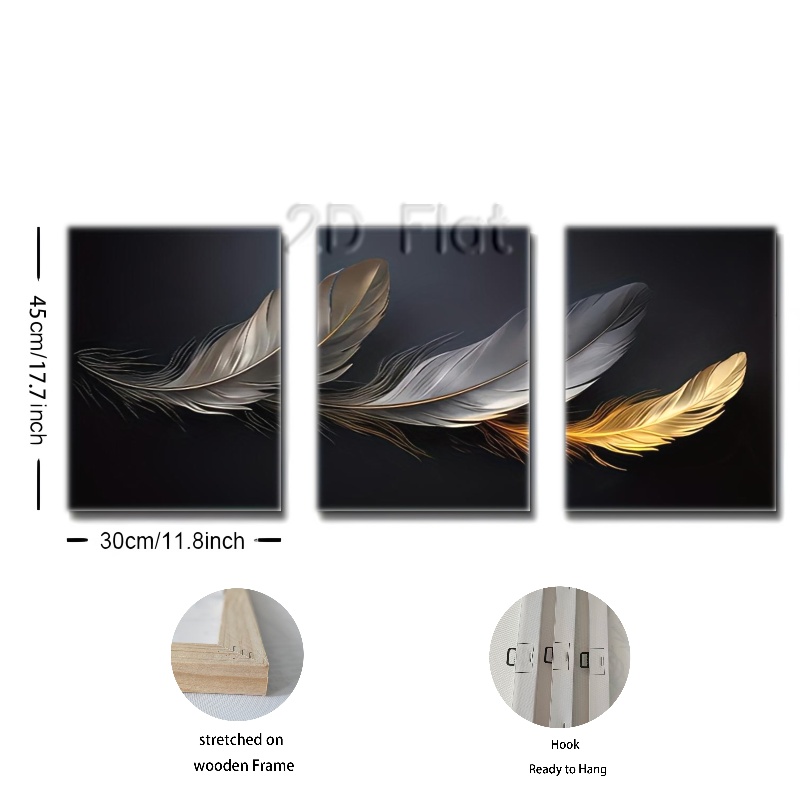 2D Flat
45cm/17.7inch
30cm/11.8inch
stretched on
wooden Frame
Hook
Ready to Hang